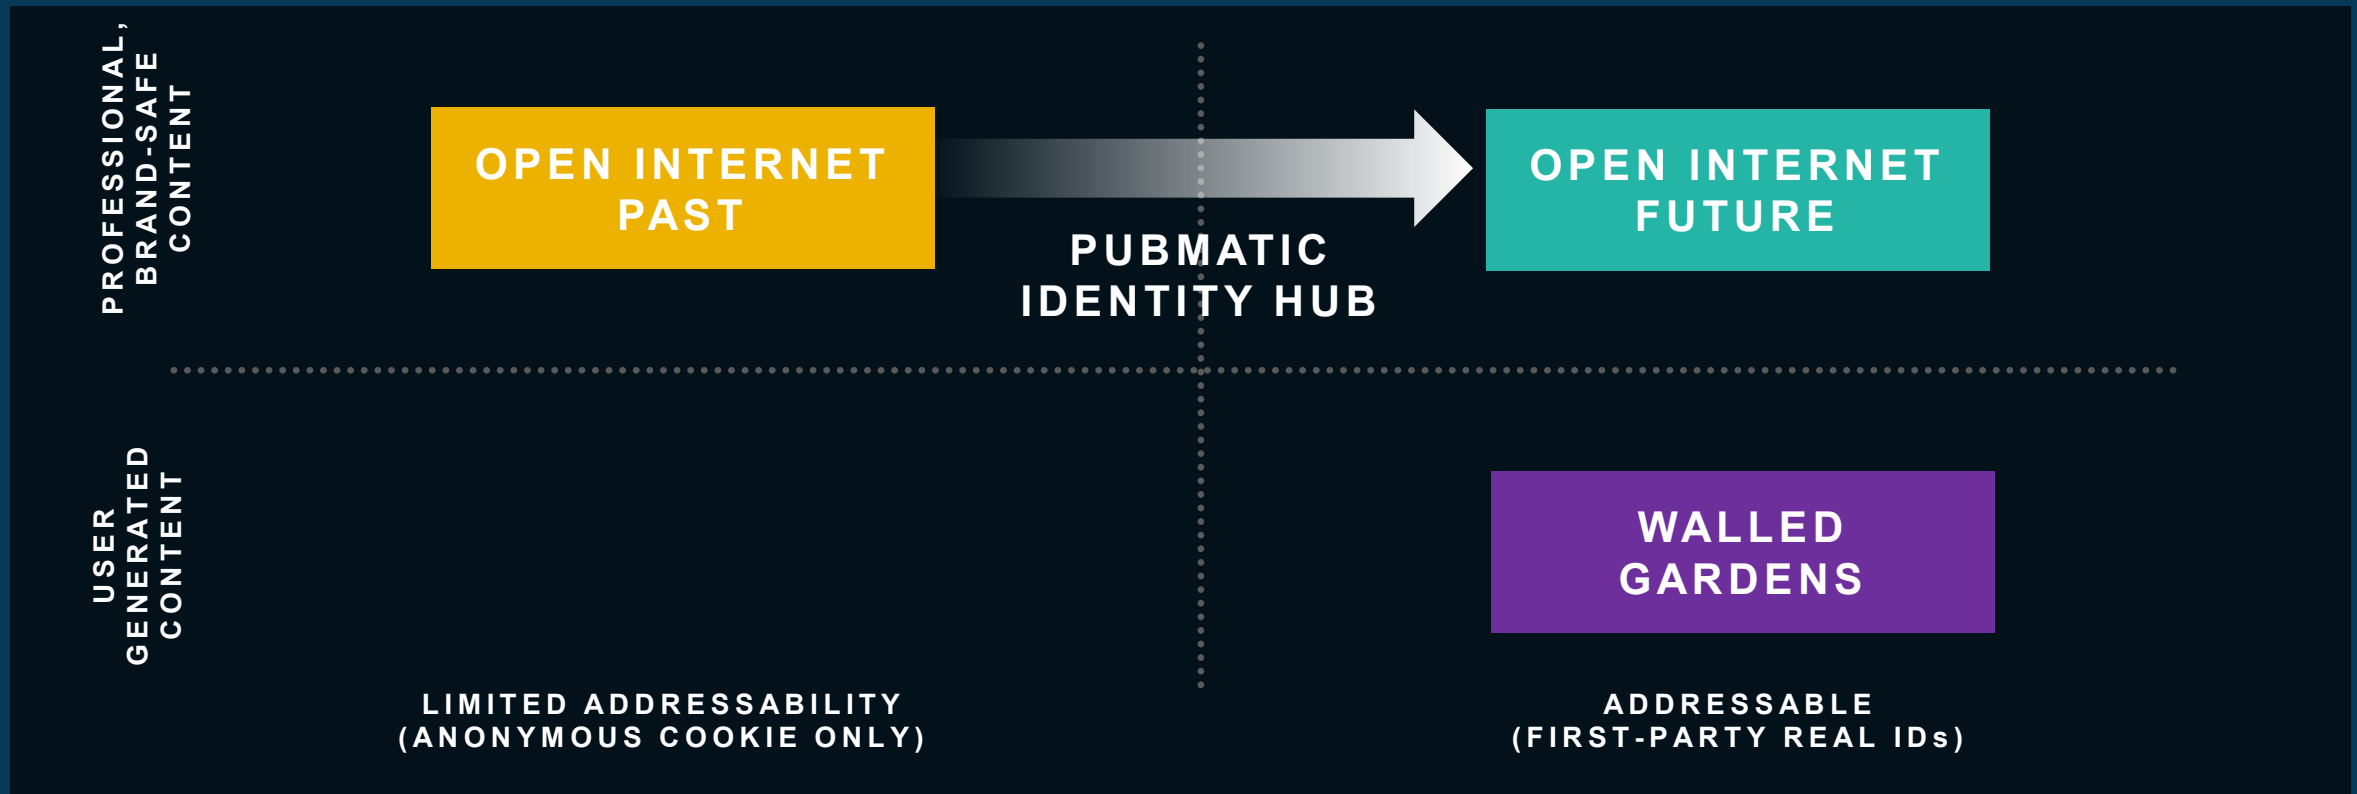 PROFESSIONAL,
BRAND-SAFE
CONTENT
OPEN INTERNET
PAST
PUBMATIC
IDENTITY HUB
OPEN INTERNET
FUTURE
USER
GENERATED
CONTENT
WALLED
GARDENS
LIMITED ADDRESSABILITY
(ANONYMOUS COOKIE ONLY)
ADDRESSABLE
(FIRST-PARTY REAL IDs)